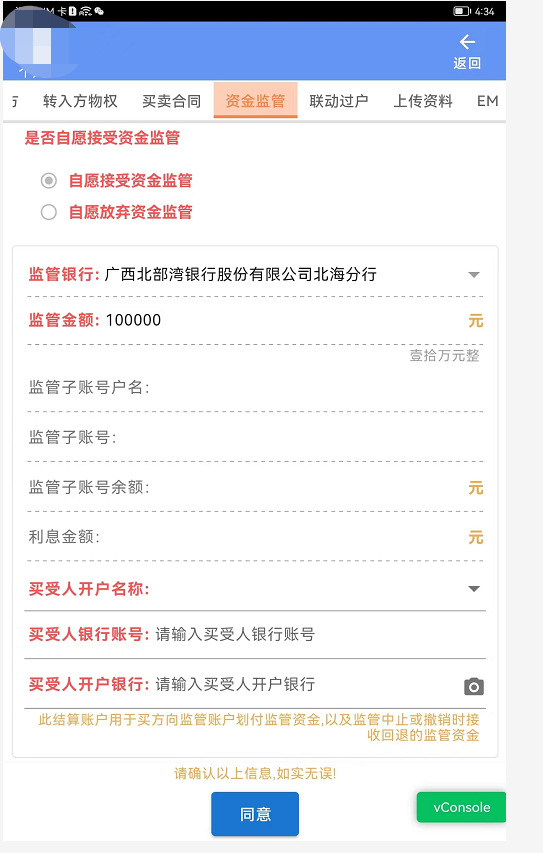 卡
4:34
返回
转入方物权 买卖合同 资金监管 联动过户 上传资料 EM
是否自愿接受资金监管
自愿接受资金监管
自愿放弃资金监管
监管银行: 广西北部湾银行股份有限公司北海分行
监管金额: 100000 元
壹拾万元整
监管子账号户名:
监管子账号:
监管子账号余额: 元
利息金额: 元
买受人开户名称:
买受人银行账号: 请输入买受人银行账号
买受人开户银行: 请输入买受人开户银行
此结算账户用于买方向监管账户划付监管资金,以及监管中止或撤销时接
收回退的监管资金
请确认以上信息,如实无误!
同意
vConsole